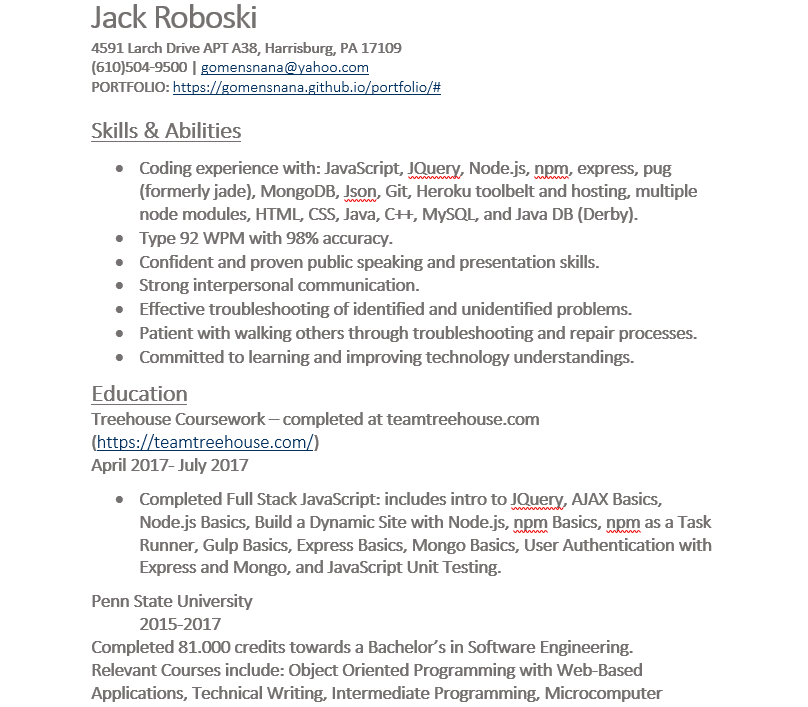 Jack Roboski
4591 Larch Drive APT A38, Harrisburg, PA 17109
(610)504-9500 | gomensnana@yahoo.com
PORTFOLIO: https://gomensnana.github.io/portfolio/#
Skills & Abilities
• Coding experience with: JavaScript, JQuery, Node.js, npm, express, pug
(formerly jade), MongoDB, Json, Git, Heroku toolbelt and hosting, multiple
node modules, HTML, CSS, Java, C++, MySQL, and Java DB (Derby).
• Type 92 WPM with 98% accuracy.
• Confident and proven public speaking and presentation skills.
• Strong interpersonal communication.
• Effective troubleshooting of identified and unidentified problems.
• Patient with walking others through troubleshooting and repair processes.
• Committed to learning and improving technology understandings.
Education
Treehouse Coursework – completed at teamtreehouse.com
(https://teamtreehouse.com/)
April 2017- July 2017
• Completed Full Stack JavaScript: includes intro to JQuery, AJAX Basics,
Node.js Basics, Build a Dynamic Site with Node.js, npm Basics, npm as a Task
Runner, Gulp Basics, Express Basics, Mongo Basics, User Authentication with
Express and Mongo, and JavaScript Unit Testing.
Penn State University
2015-2017
Completed 81.000 credits towards a Bachelor’s in Software Engineering.
Relevant Courses include: Object Oriented Programming with Web-Based
Applications, Technical Writing, Intermediate Programming, Microcomputer